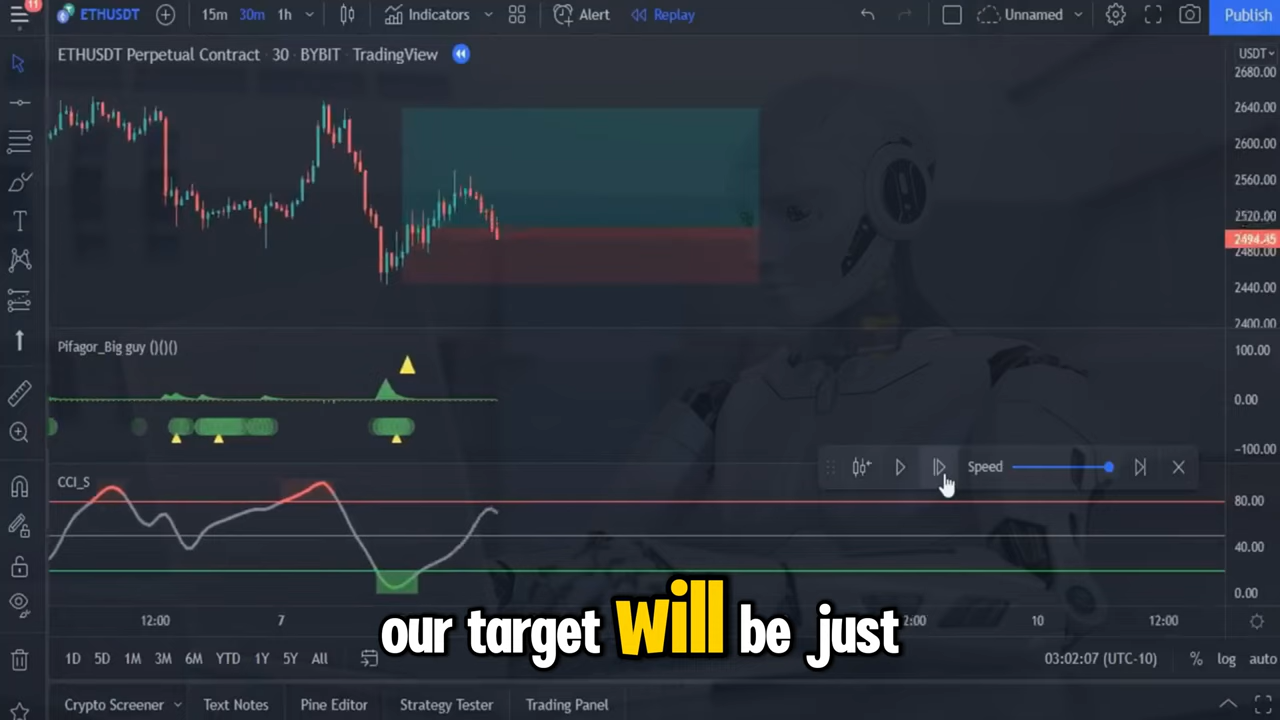 11
ETHUSDT 15m 30m 1h Indicators Alert Replay Unnamed Publish
ETHUSDT Perpetual Contract · 30 · BYBIT · TradingView
USDT
2680.00
2640.00
2600.00
2560.00
2520.00
2494.45
2480.00
2440.00
2400.00
Pifagor_Big guy ()()()
100.00
0.00
-100.00
Speed
CCI_S
80.00
40.00
0.00
our target will be just
12:00 7 2:00 10 12:00
1D 5D 1M 3M 6M YTD 1Y 5Y All 03:02:07 (UTC-10) % log auto
Crypto Screener Text Notes Pine Editor Strategy Tester Trading Panel